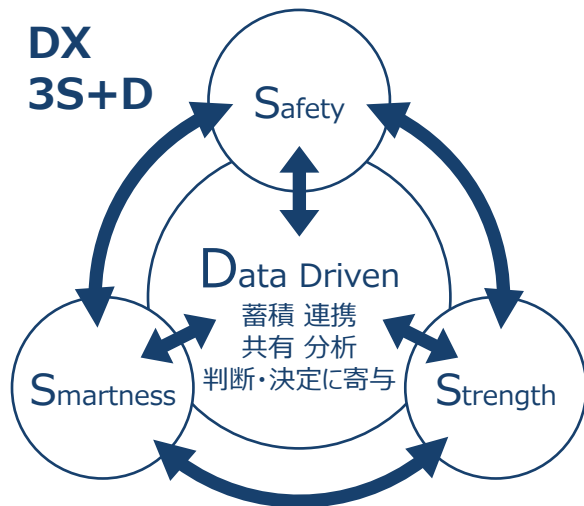 DX
3S+D
Safety
Data Driven
蓄積 連携
共有 分析
判断・決定に寄与
Smartness
Strength